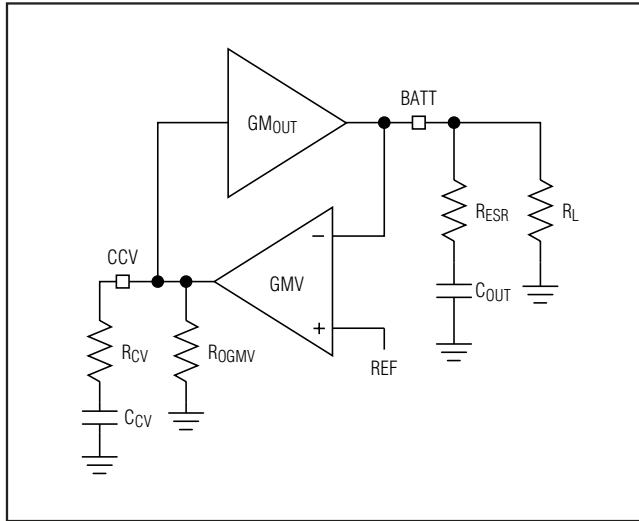 GMOUT
BATT
RESR
RL
CCV
–
GMV
COUT
+
RCV
ROGMV
REF
CCV